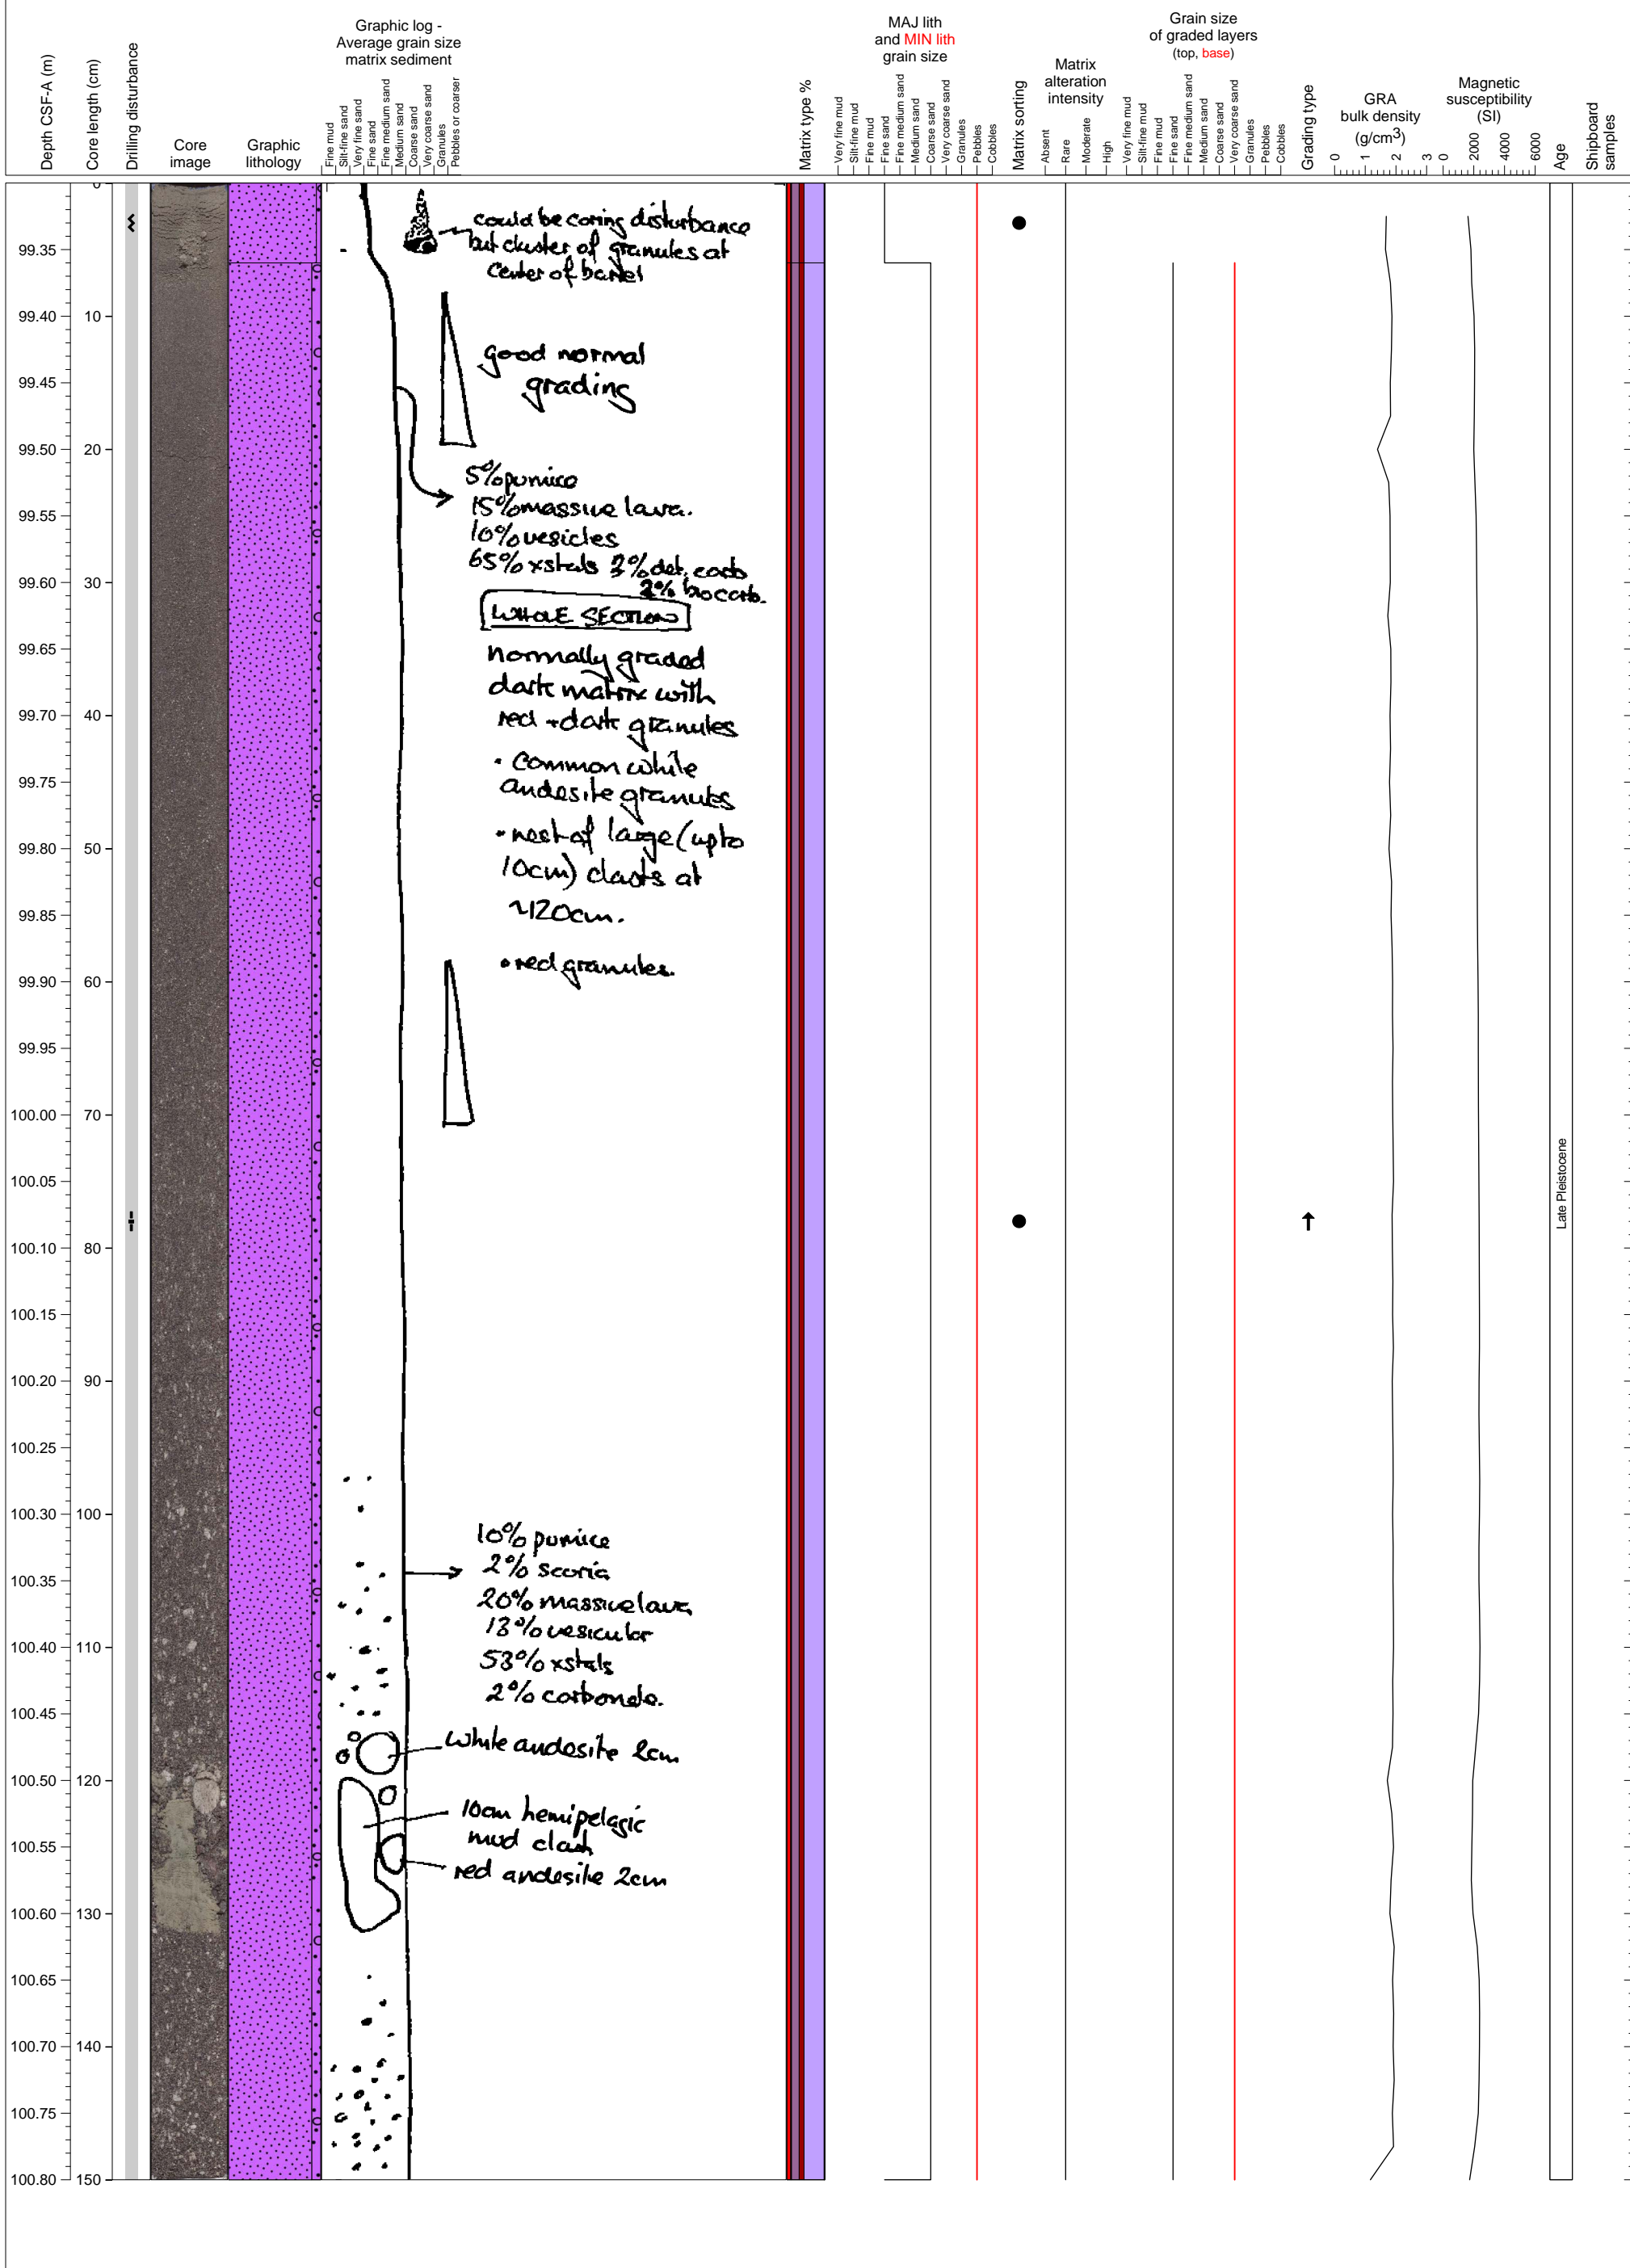 Depth CSF-A (m)
Core length (cm)
Drilling disturbance
Core
image
Graphic
lithology
Graphic log -
Average grain size
matrix sediment
Fine mud
Silt-fine sand
Very fine sand
Fine sand
Fine medium sand
Medium sand
Coarse sand
Very coarse sand
Granules
Pebbles or coarser
Matrix type %
MAJ lith
and MIN lith
grain size
Very fine mud
Silt-fine mud
Fine mud
Fine sand
Fine medium sand
Medium sand
Coarse sand
Very coarse sand
Granules
Pebbles
Cobbles
Matrix sorting
Matrix
alteration
intensity
Absent
Rare
Moderate
High
Grain size
of graded layers
(top, base)
Very fine mud
Silt-fine mud
Fine mud
Fine sand
Fine medium sand
Medium sand
Coarse sand
Very coarse sand
Granules
Pebbles
Cobbles
Grading type
GRA
bulk density
(g/cm3)
0 1 2 3
Magnetic
susceptibility
(SI)
0 2000 4000 6000
Age
Shipboard
samples
0
99.35
99.40 10
99.45
99.50 20
99.55
99.60 30
99.65
99.70 40
99.75
99.80 50
99.85
99.90 60
99.95
100.00 70
100.05
100.10 80
100.15
100.20 90
100.25
100.30 100
100.35
100.40 110
100.45
100.50 120
100.55
100.60 130
100.65
100.70 140
100.75
100.80 150
could be coring disturbance
but cluster of granules at
center of barrel
good normal
grading
5% pumice
15% massive lava.
10% vesicles
65% xstals det. carb
2% biocarb.
WHOLE SECTION
normally graded
dark matrix with
red + dark granules
• Common white
andesite granules
• nest of large (up to
10cm) clasts at
~120cm.
• red granules.
10% pumice
2% scoria
20% massive lava
13% vesicular
53% xstals
2% carbonate.
white andesite 2cm
10cm hemipelagic
mud clast
red andesite 2cm
Late Pleistocene